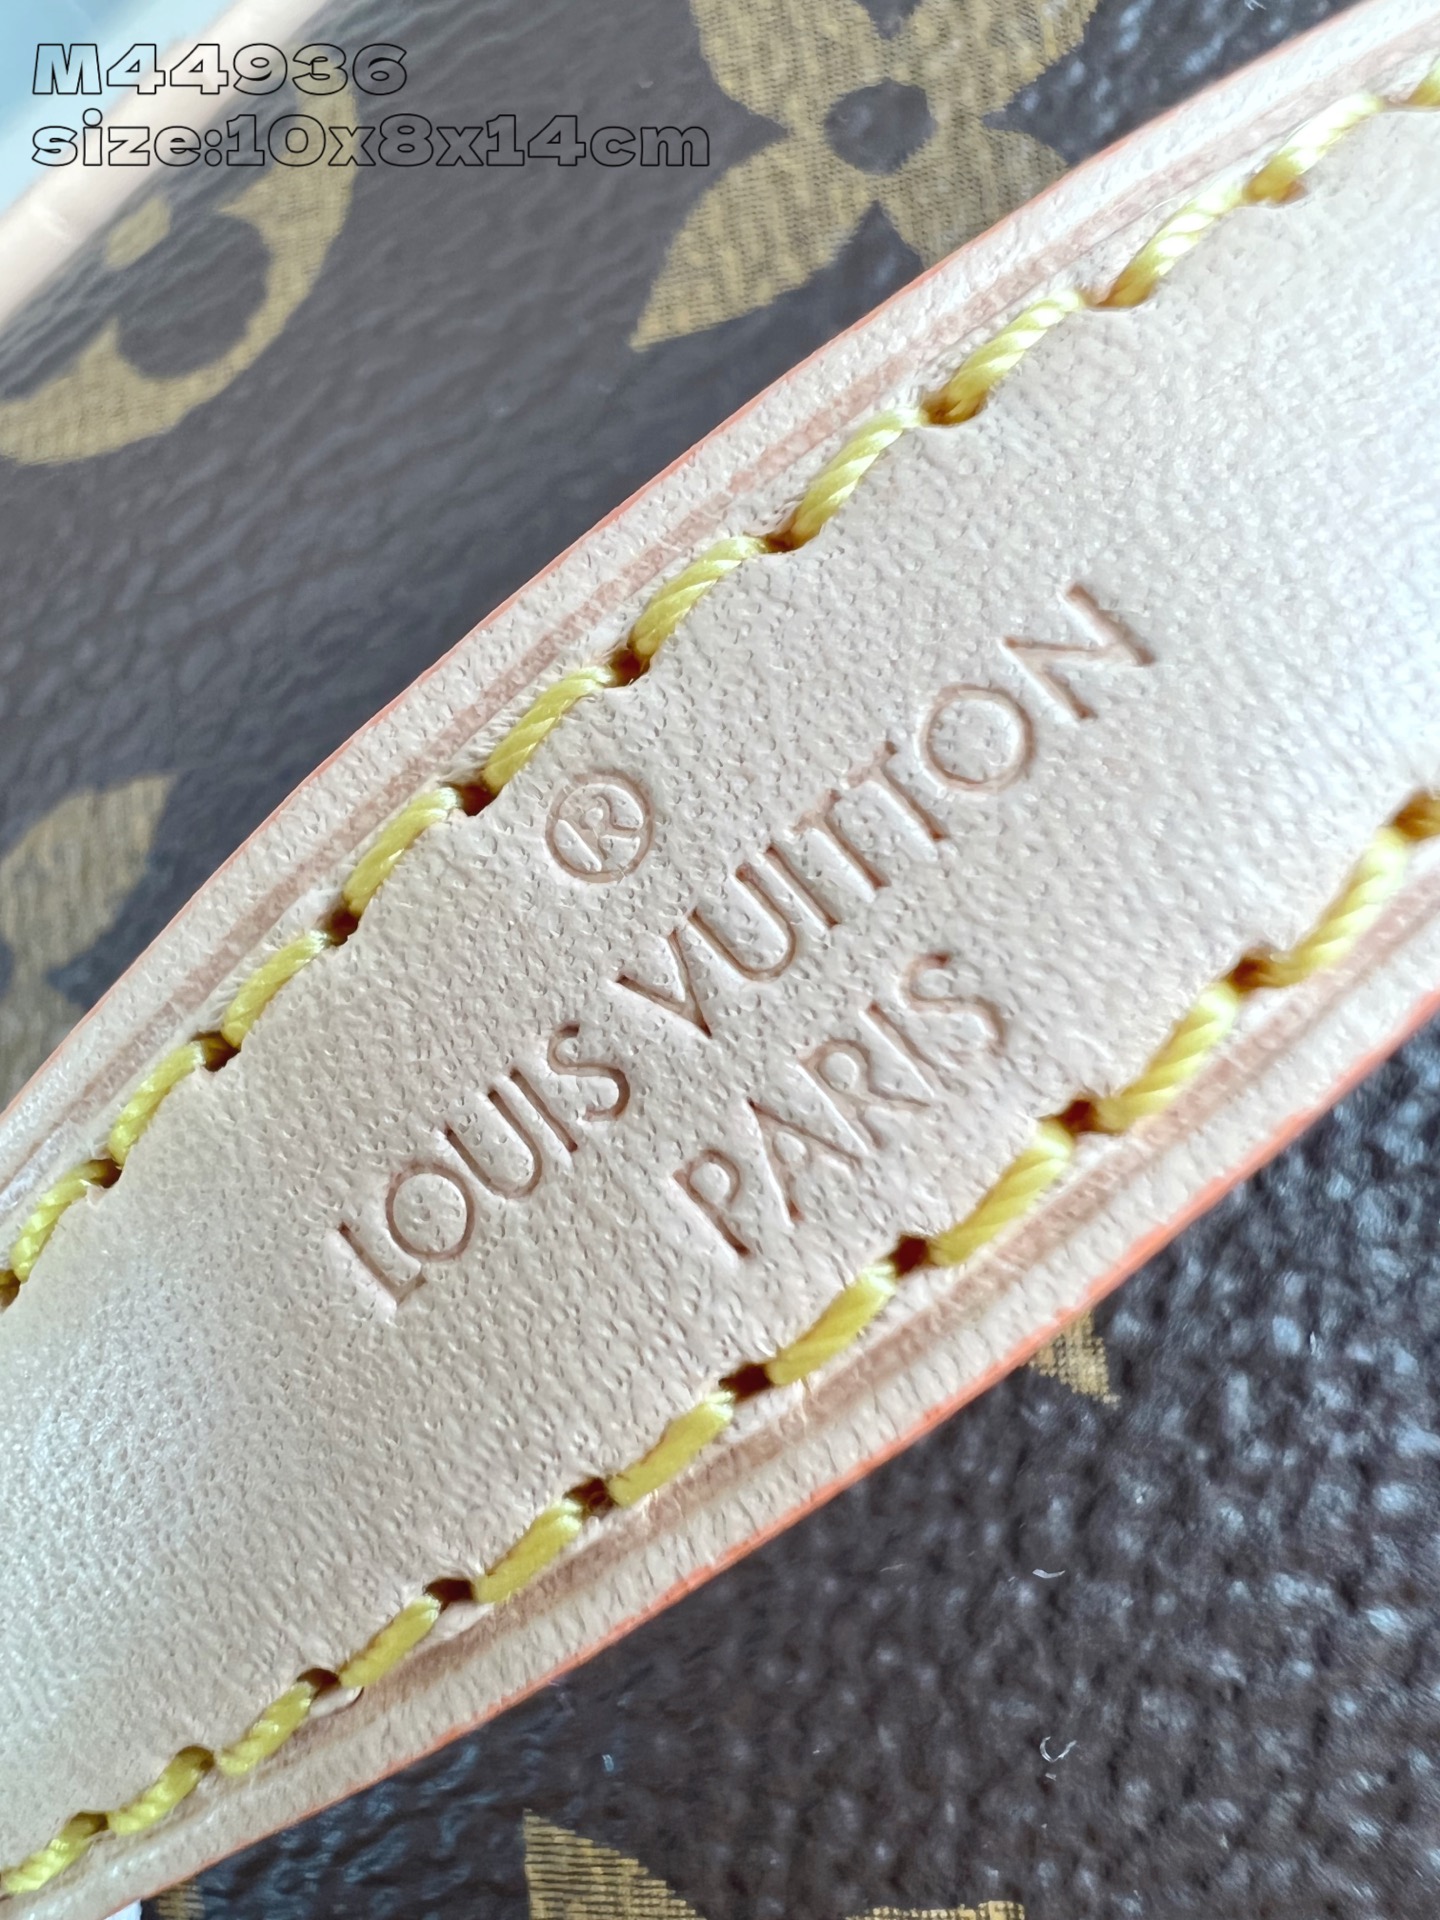 M44936
size:10x8x14cm
®
LOUIS VUITTON
PARIS